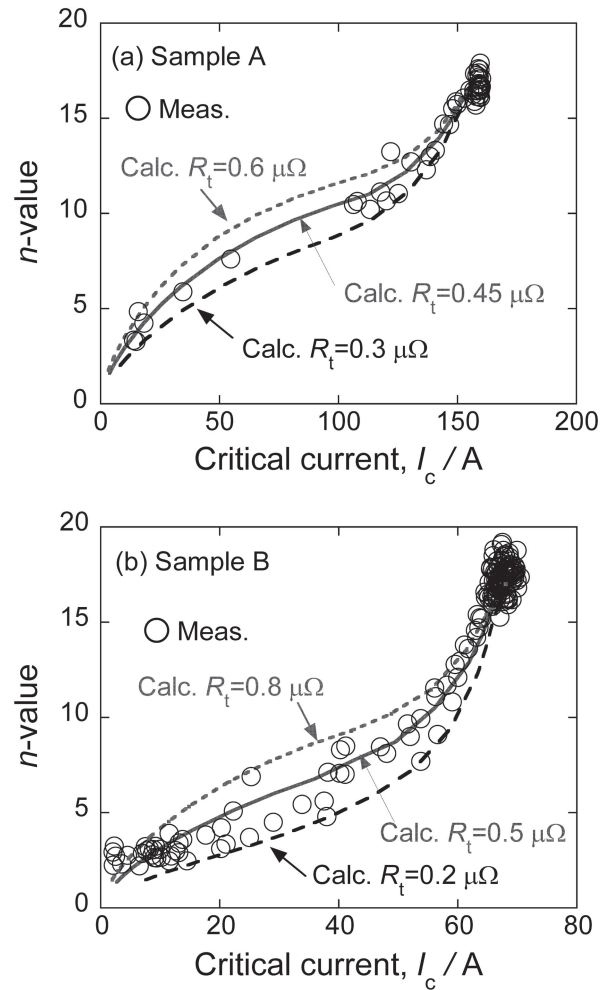 (a) Sample A
Meas.
Calc. Rt=0.6 μΩ
Calc. Rt=0.45 μΩ
Calc. Rt=0.3 μΩ
n-value
20
15
10
5
0
0 50 100 150 200
Critical current, Ic / A
(b) Sample B
Meas.
Calc. Rt=0.8 μΩ
Calc. Rt=0.5 μΩ
Calc. Rt=0.2 μΩ
n-value
20
15
10
5
0
0 20 40 60 80
Critical current, Ic / A